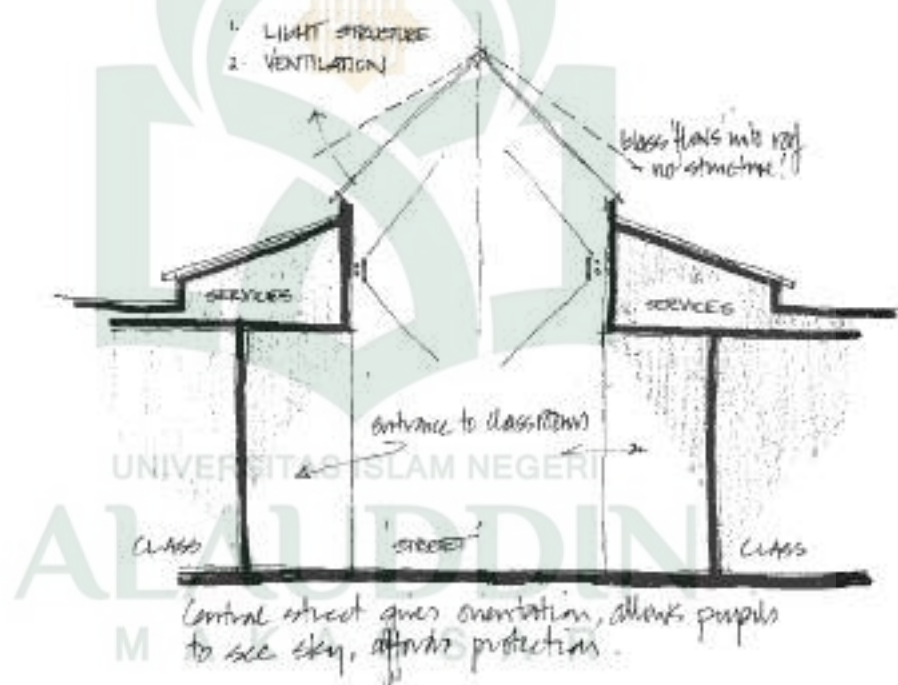 1. LIGHT STRUCTURE
2. VENTILATION
glass 'flows' into roof
- no structure!
SERVICES
SERVICES
entrance to classrooms
UNIVERSITAS ISLAM NEGERI
ALAUDDIN
CLASS
'STREET'
CLASS
Central street gives orientation, allows pupils
to see sky, affords protection.
M A K A S S A R